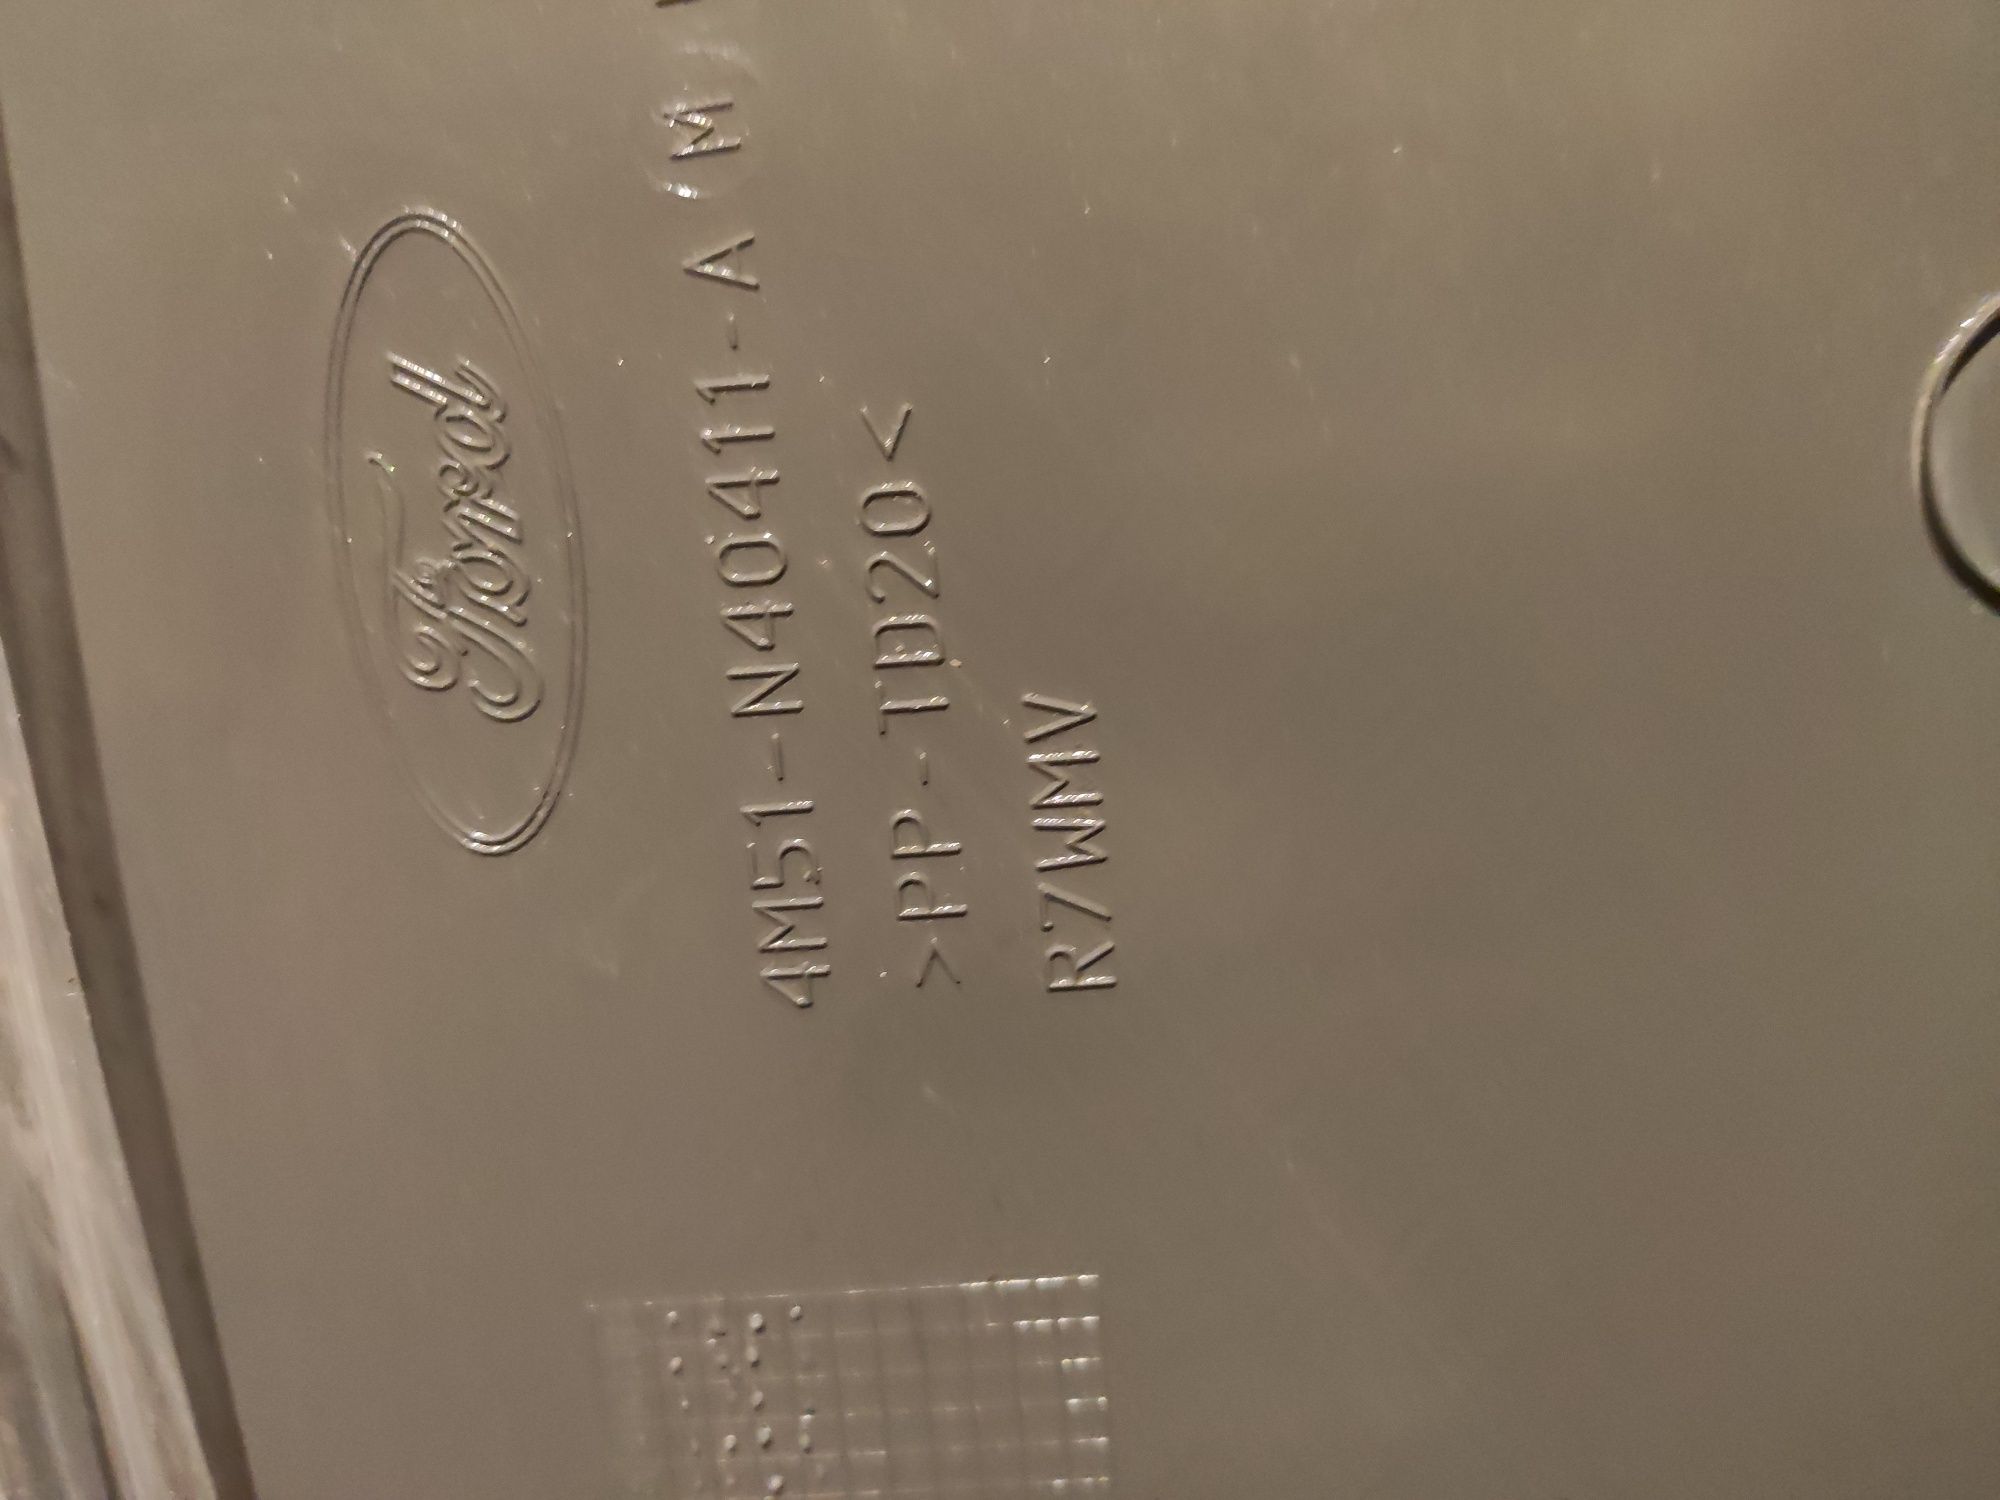 Ford
4M51-N40411-A (M
>PP-TD20<
R7WMV